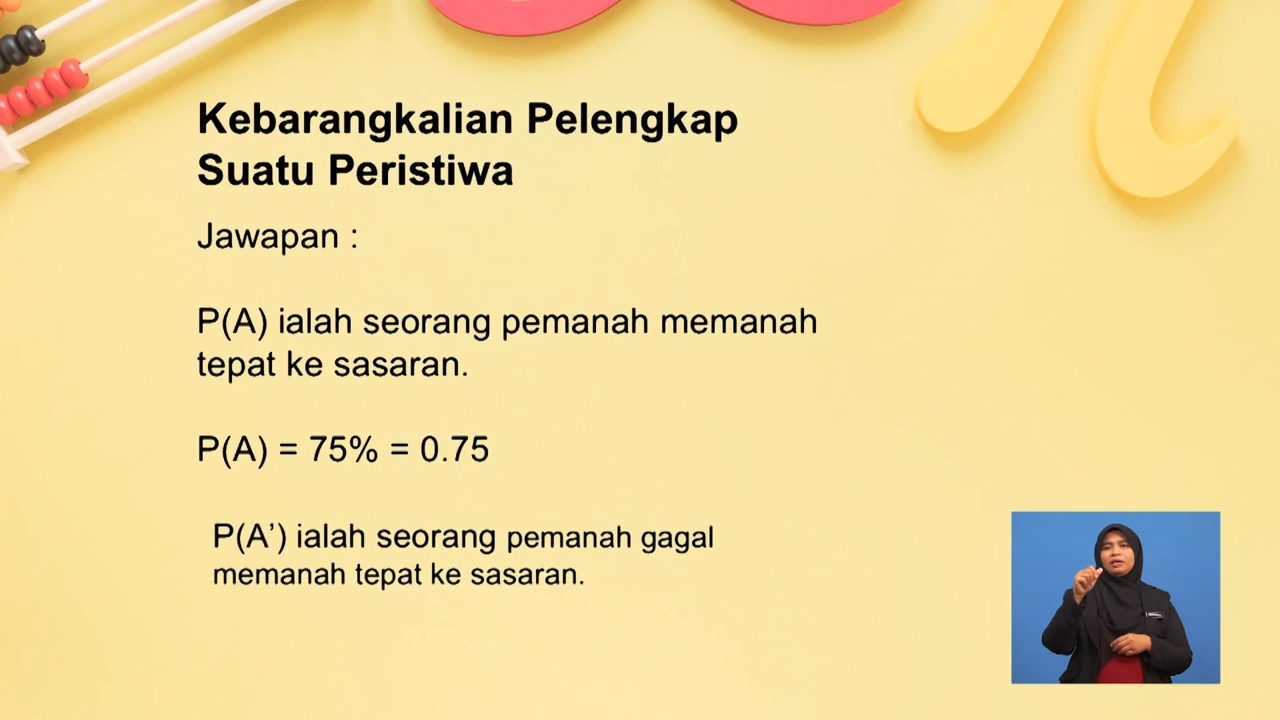 Kebarangkalian Pelengkap
Suatu Peristiwa
Jawapan :
P(A) ialah seorang pemanah memanah
tepat ke sasaran.
P(A) = 75% = 0.75
P(A’) ialah seorang pemanah gagal
memanah tepat ke sasaran.